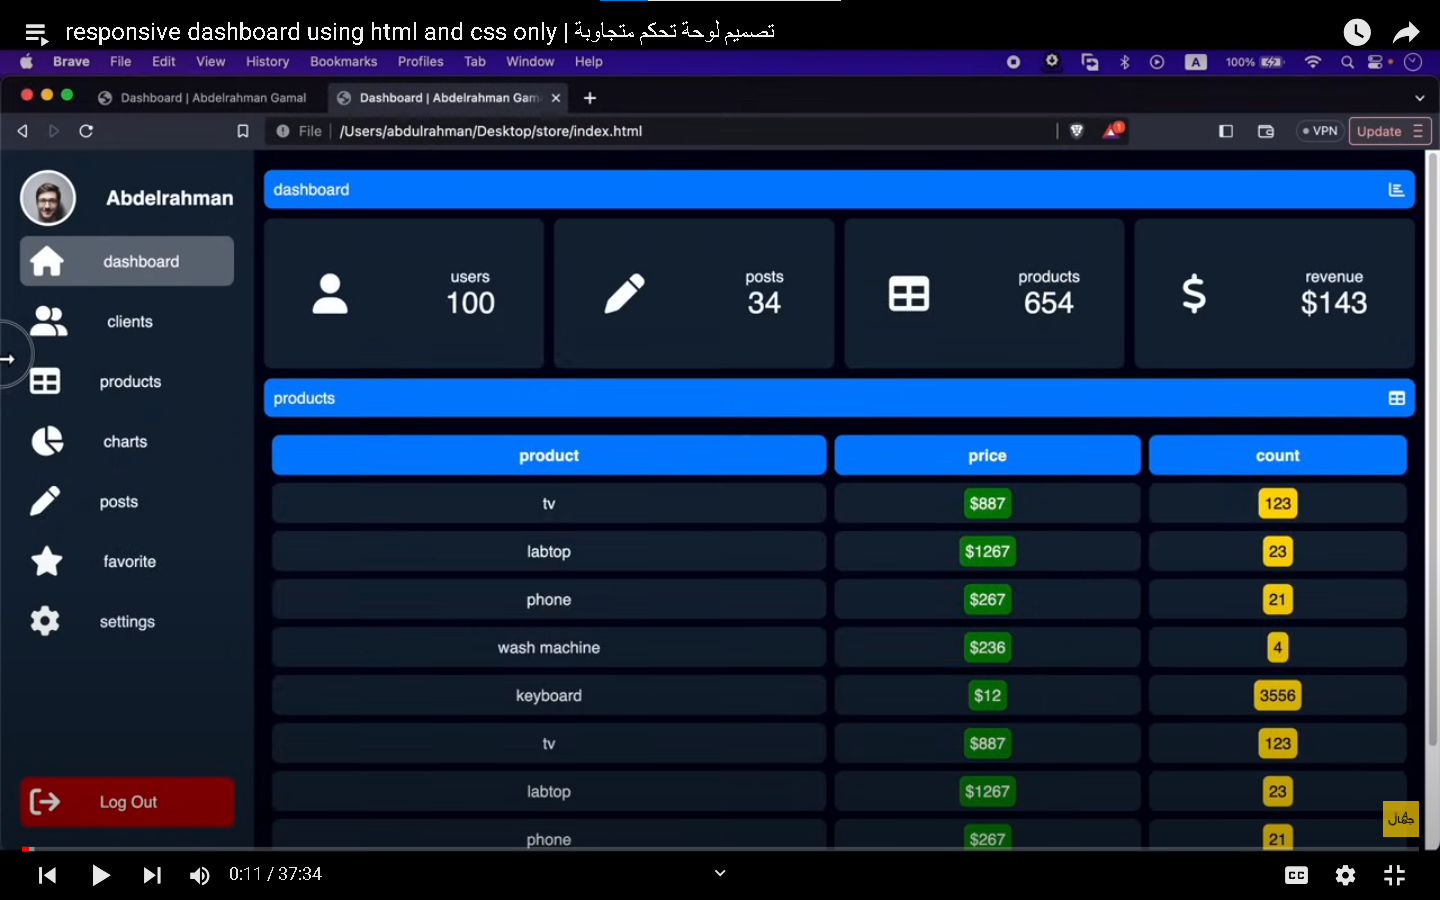 responsive dashboard using html and css only | تصميم لوحة تحكم متجاوبة
Brave File Edit View History Bookmarks Profiles Tab Window Help A 100%
Dashboard | Abdelrahman Gamal
Dashboard | Abdelrahman Gam
File /Users/abdulrahman/Desktop/store/index.html 1 VPN Update
Abdelrahman
dashboard
clients
products
charts
posts
favorite
settings
Log Out
dashboard
users
100
posts
34
products
654
revenue
$143
products
product price count
tv $887 123
labtop $1267 23
phone $267 21
wash machine $236 4
keyboard $12 3556
tv $887 123
labtop $1267 23
phone $267 21
جمال
0:11 / 37:34 CC